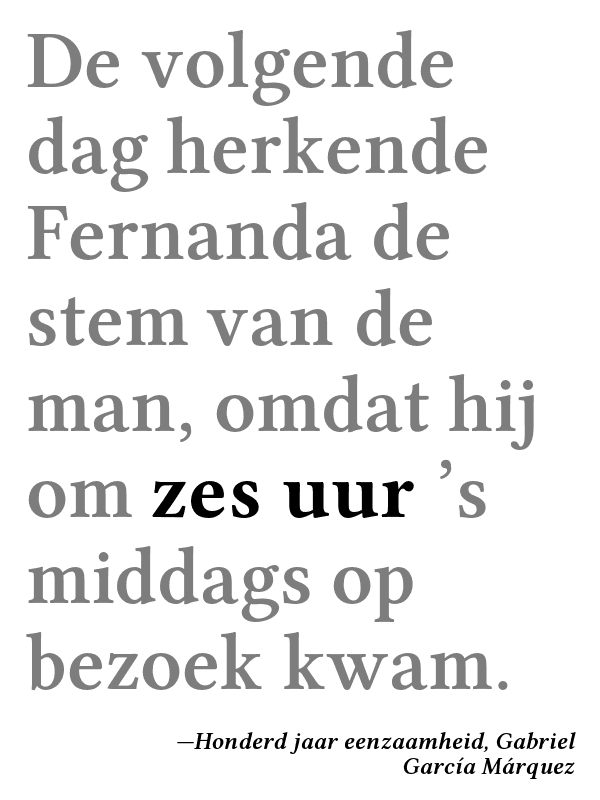 De volgende
dag herkende
Fernanda de
stem van de
man, omdat hij
om zes uur ’s
middags op
bezoek kwam.
—Honderd jaar eenzaamheid, Gabriel
García Márquez